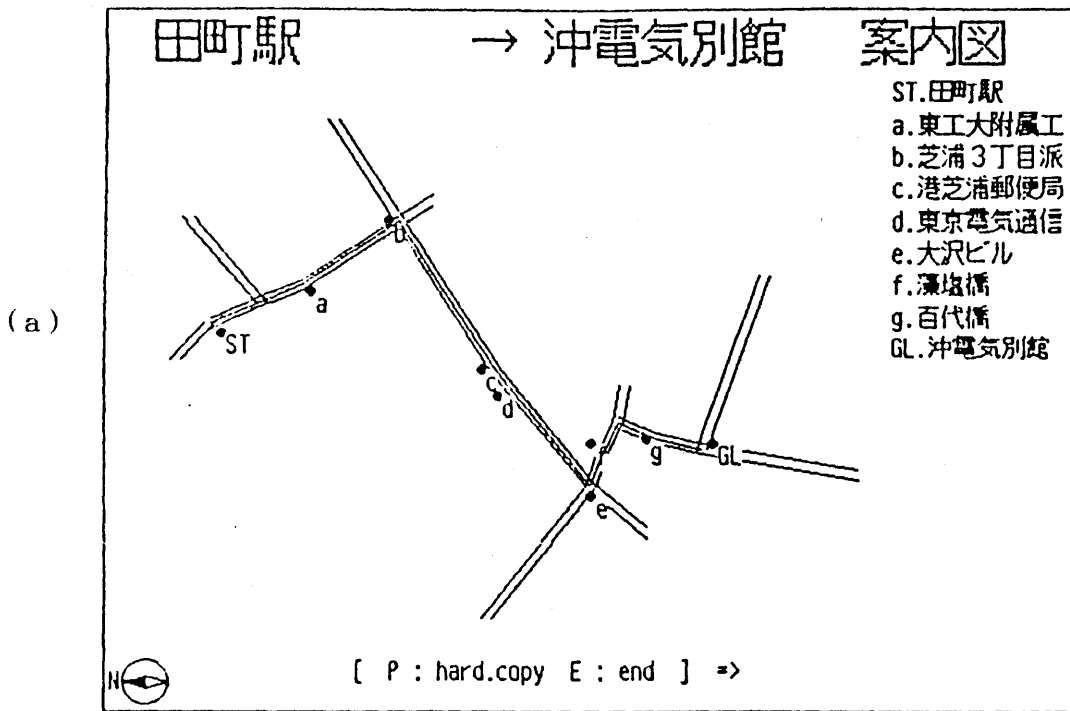 田町駅 → 沖電気別館 案内図
ST.田町駅
a.東工大附属工
b.芝浦3丁目派
c.港芝浦郵便局
d.東京電気通信
e.大沢ビル
f.藻塩橋
g.百代橋
GL.沖電気別館
(a)
b
a
ST
c
d
g
GL
e
N
[ P : hard.copy E : end ] =>